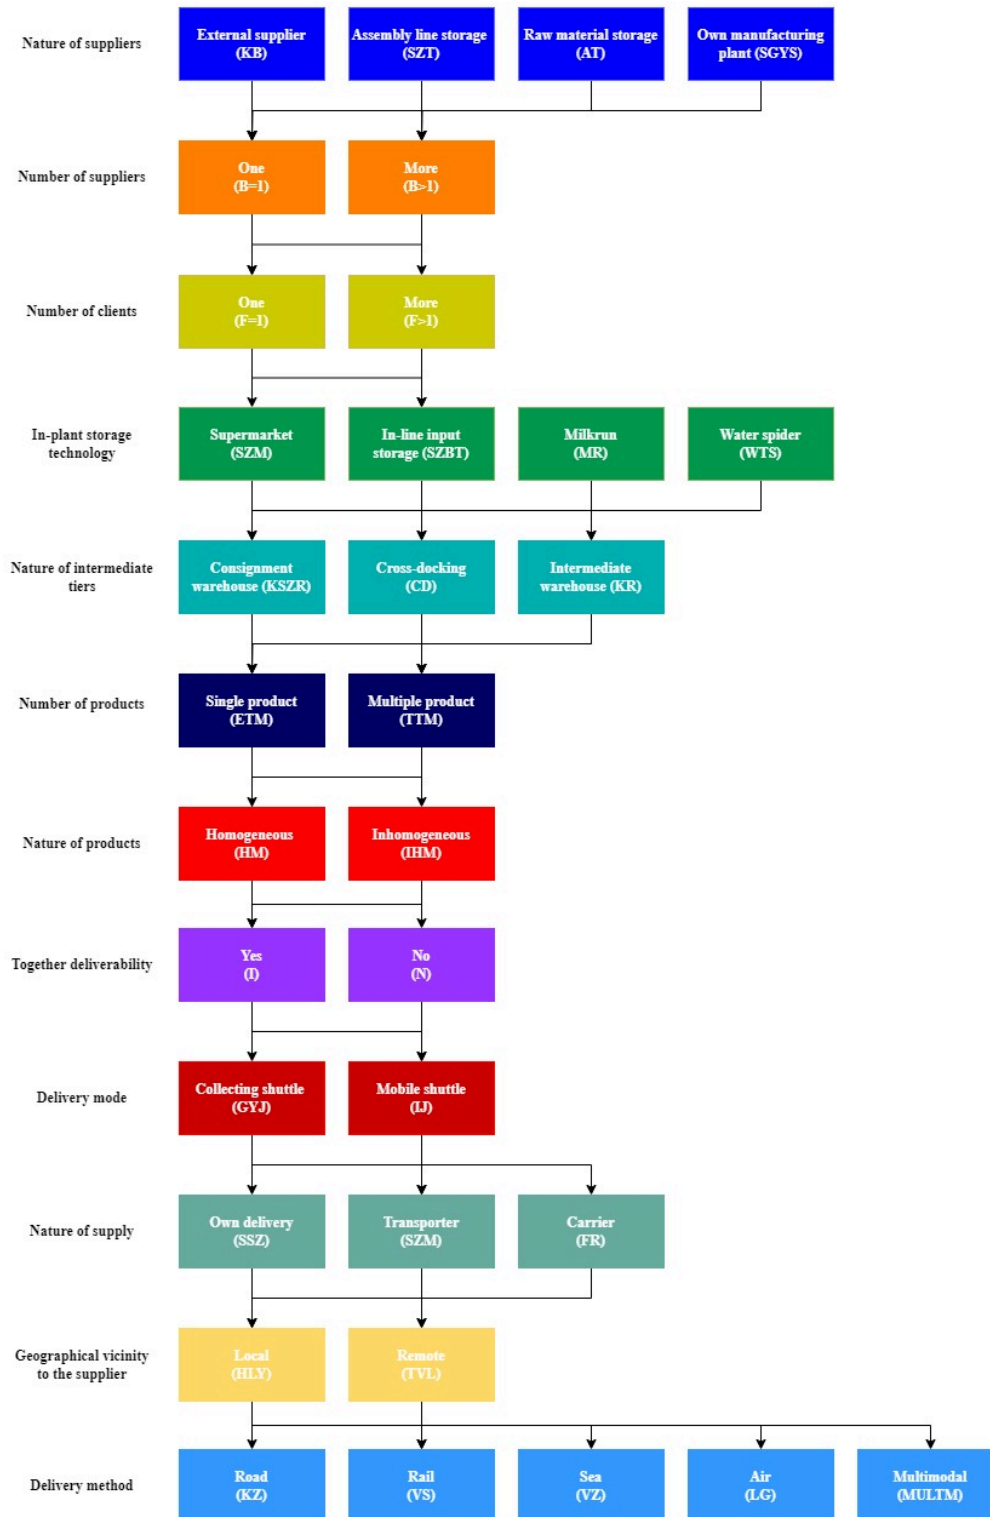 Nature of suppliers
External supplier
(KB)
Assembly line storage
(SZT)
Raw material storage
(AT)
Own manufacturing
plant (SGYS)
Number of suppliers
One
(B=1)
More
(B>1)
Number of clients
One
(F=1)
More
(F>1)
In-plant storage
technology
Supermarket
(SZM)
In-line input
storage (SZBT)
Milkrun
(MR)
Water spider
(WTS)
Nature of intermediate
tiers
Consignment
warehouse (KSZR)
Cross-docking
(CD)
Intermediate
warehouse (KR)
Number of products
Single product
(ETM)
Multiple product
(TTM)
Nature of products
Homogeneous
(HM)
Inhomogeneous
(IHM)
Together deliverability
Yes
(I)
No
(N)
Delivery mode
Collecting shuttle
(GYJ)
Mobile shuttle
(IJ)
Nature of supply
Own delivery
(SSZ)
Transporter
(SZM)
Carrier
(FR)
Geographical vicinity
to the supplier
Local
(HLY)
Remote
(TVL)
Delivery method
Road
(KZ)
Rail
(VS)
Sea
(VZ)
Air
(LG)
Multimodal
(MULTM)